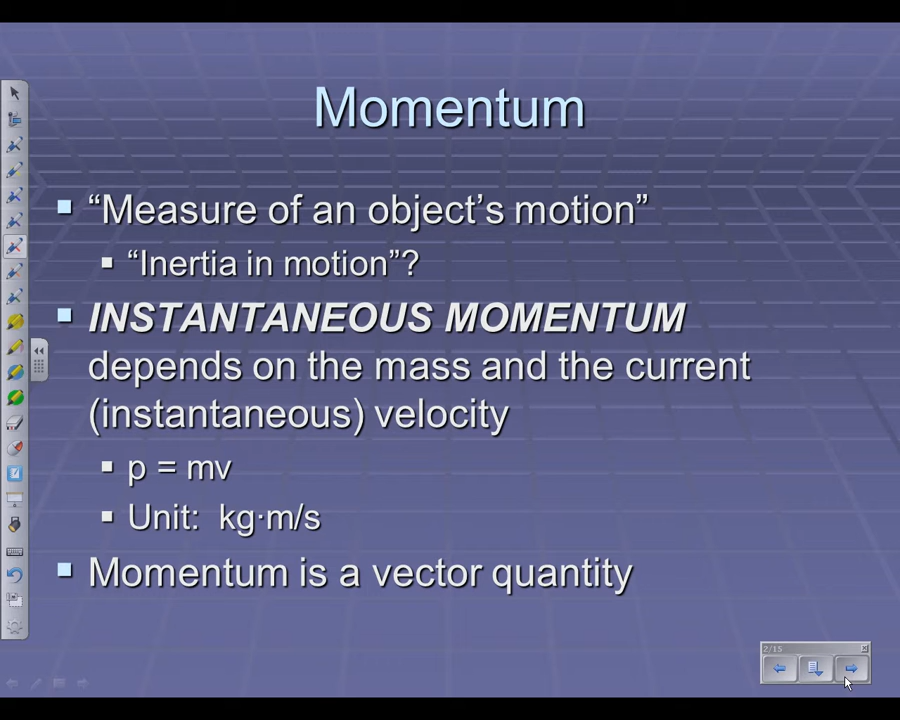 Momentum
“Measure of an object’s motion”
“Inertia in motion”?
INSTANTANEOUS MOMENTUM
depends on the mass and the current
(instantaneous) velocity
p = mv
Unit:  kg·m/s
Momentum is a vector quantity
2/15